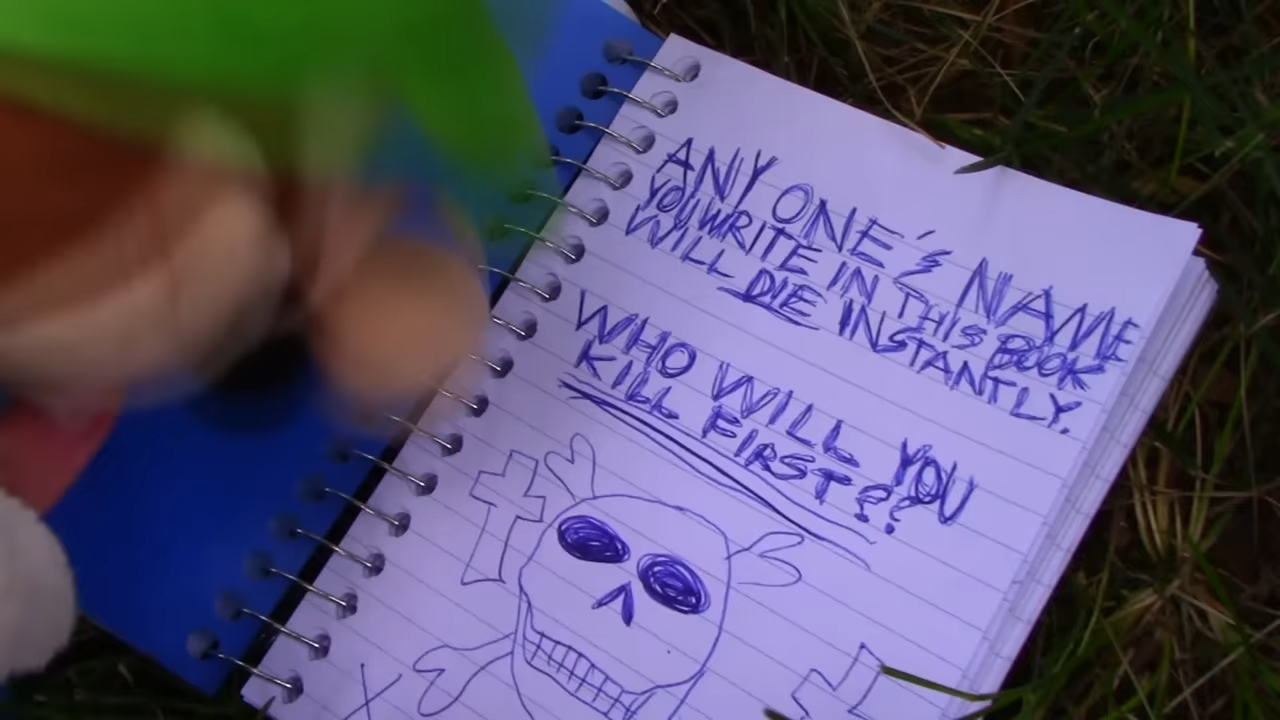 ANY ONE'S NAME
YOU WRITE IN THIS BOOK
WILL DIE INSTANTLY.
WHO WILL YOU
KILL FIRST??